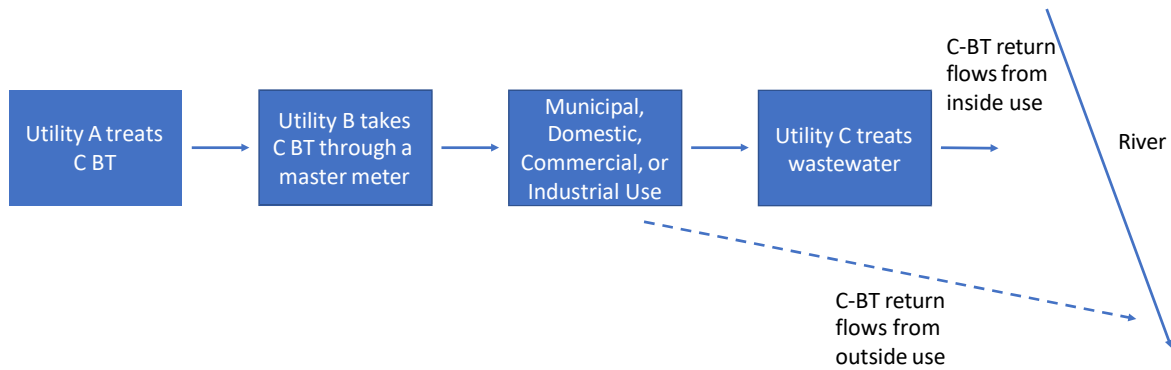 Utility A treats
C BT
Utility B takes
C BT through a
master meter
Municipal,
Domestic,
Commercial, or
Industrial Use
Utility C treats
wastewater
C-BT return
flows from
inside use
River
C-BT return
flows from
outside use